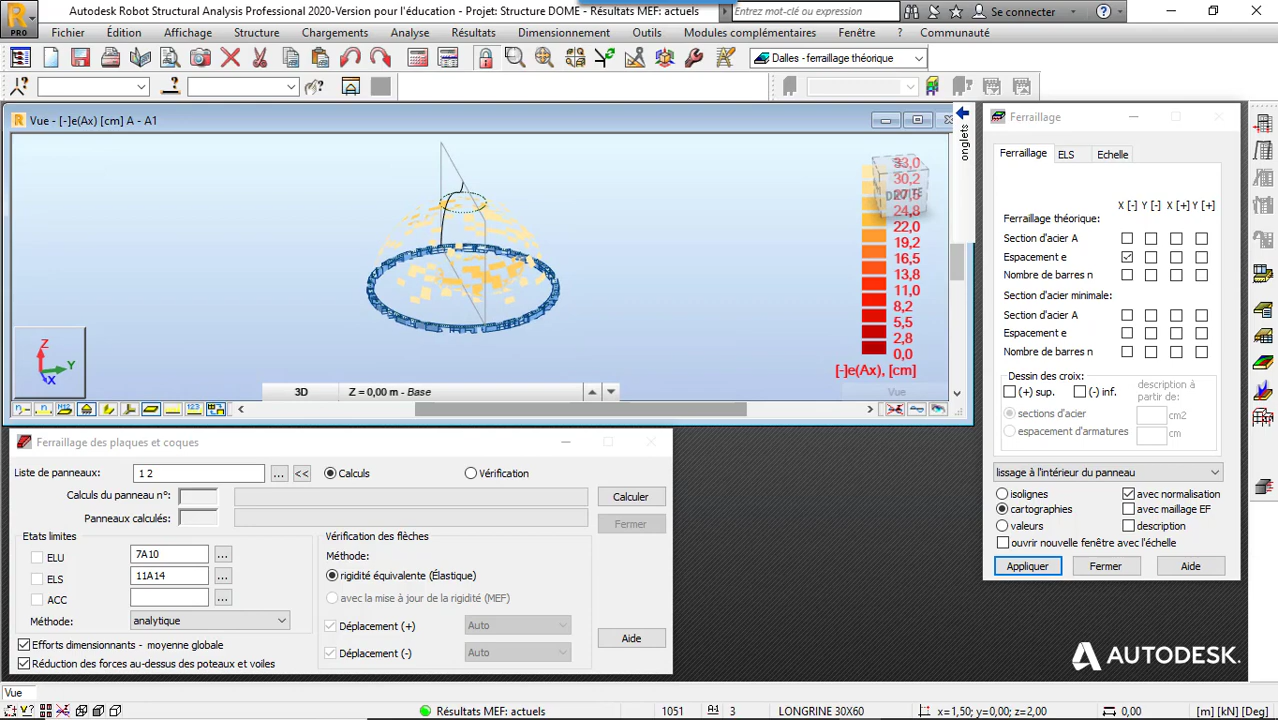 Autodesk Robot Structural Analysis Professional 2020-Version pour l'éducation - Projet: Structure DOME - Résultats MEF: actuels
Entrez mot-clé ou expression
Se connecter
PRO
Fichier Édition Affichage Structure Chargements Analyse Résultats Dimensionnement Outils Modules complémentaires Fenêtre ? Communauté
Dalles - ferraillage théorique
Vue - [-]e(Ax) [cm] A - A1
onglets
33,0
30,2
27,5
24,8
22,0
19,2
16,5
13,8
11,0
8,2
5,5
2,8
0,0
[-]e(Ax), [cm]
Z
Y
X
3D
Z = 0,00 m - Base
Vue
Ferraillage
Ferraillage ELS Echelle
X [-] Y [-] X [+] Y [+]
Ferraillage théorique:
Section d'acier A
Espacement e
Nombre de barres n
Section d'acier minimale:
Section d'acier A
Espacement e
Nombre de barres n
Dessin des croix:
(+) sup. (-) inf.
description à
partir de:
sections d'acier cm2
espacement d'armatures cm
lissage à l'intérieur du panneau
isolignes avec normalisation
cartographies avec maillage EF
valeurs description
ouvrir nouvelle fenêtre avec l'échelle
Appliquer Fermer Aide
Ferraillage des plaques et coques
Liste de panneaux: 1 2 ... << Calculs Vérification
Calculs du panneau n°: Calculer
Panneaux calculés: Fermer
Etats limites
ELU 7A10 ...
ELS 11A14 ...
ACC ...
Méthode: analytique
Efforts dimensionnants - moyenne globale
Réduction des forces au-dessus des poteaux et voiles
Vérification des flèches
Méthode:
rigidité équivalente (Élastique)
avec la mise à jour de la rigidité (MEF)
Déplacement (+) Auto
Déplacement (-) Auto
Aide
AUTODESK.
Vue
Résultats MEF: actuels 1051 3 LONGRINE 30X60 x=1,50; y=0,00; z=2,00 0,00 [m] [kN] [Deg]